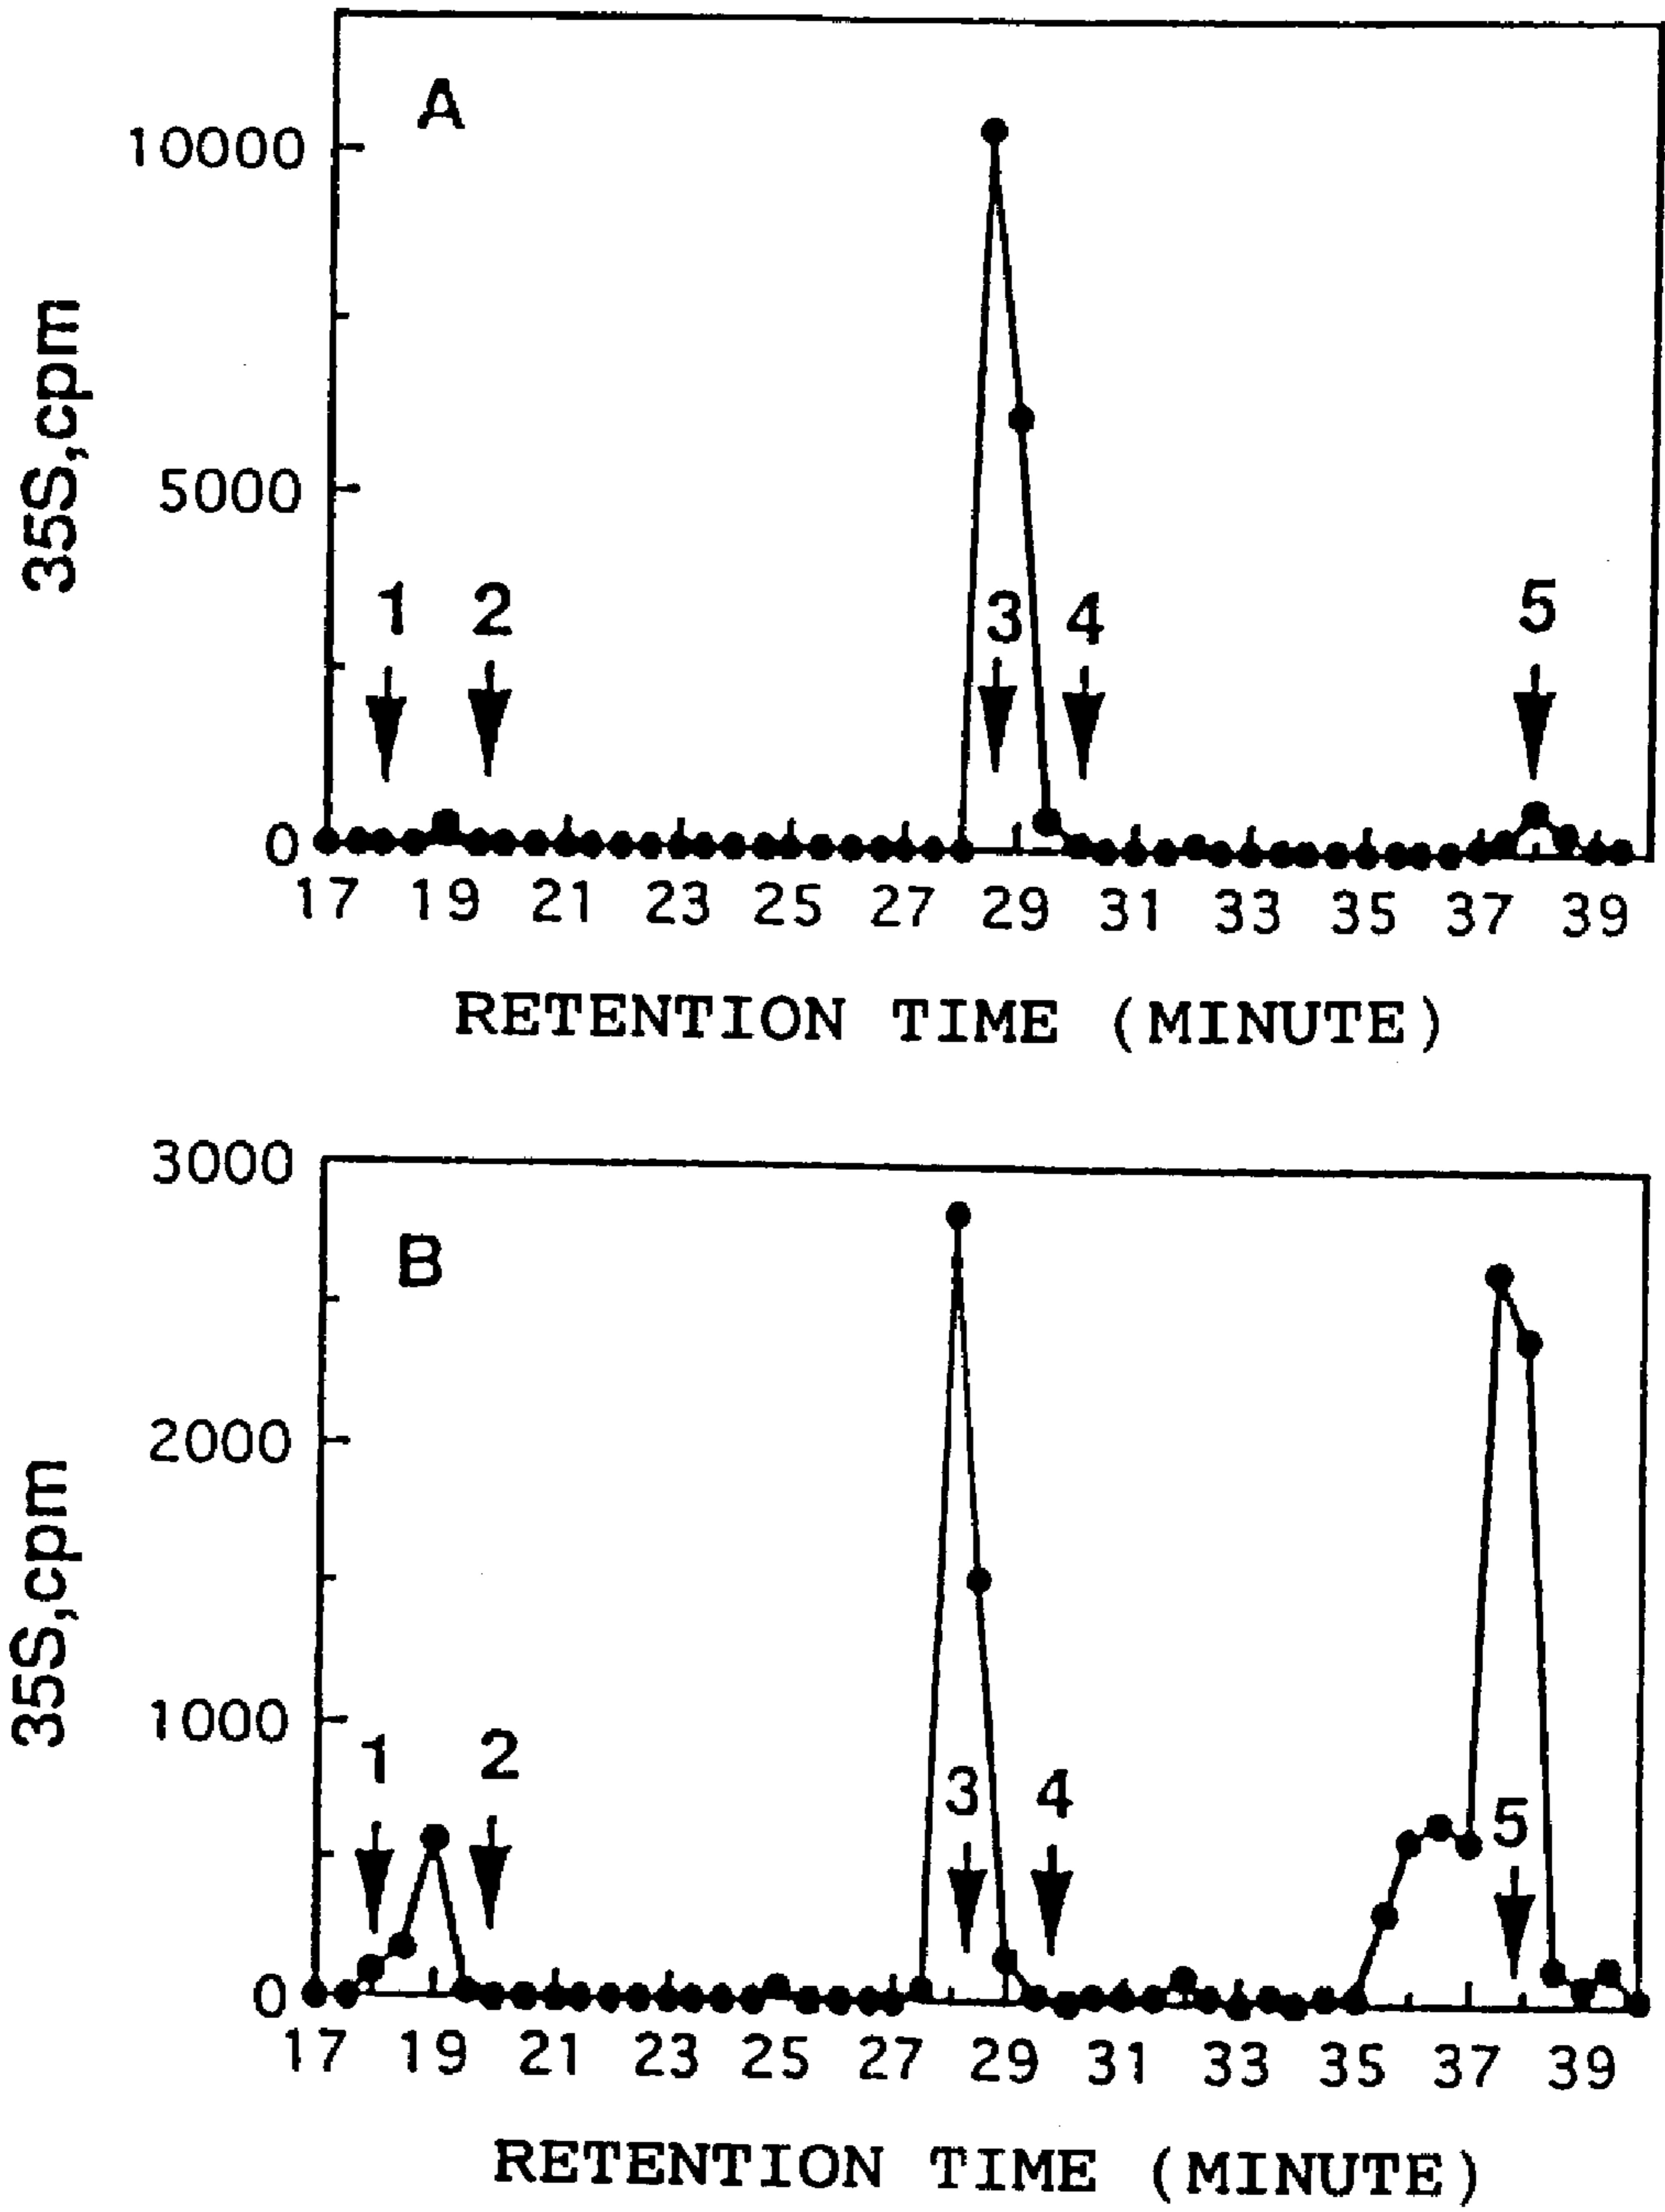 A
10000
5000
0
35S,cpm
1 2 3 4 5
17 19 21 23 25 27 29 31 33 35 37 39
RETENTION TIME (MINUTE)
3000
B
2000
1000
0
35S,cpm
1 2 3 4 5
17 19 21 23 25 27 29 31 33 35 37 39
RETENTION TIME (MINUTE)